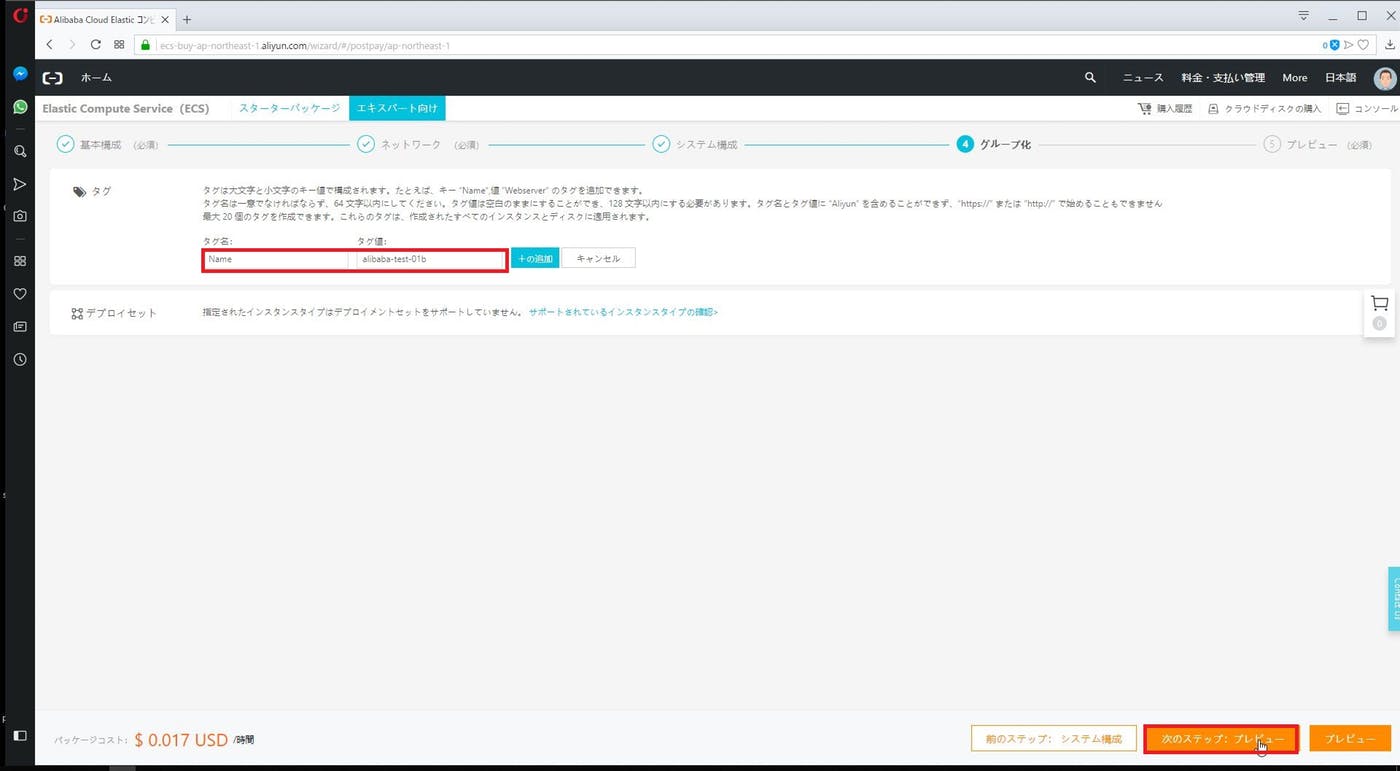 Alibaba Cloud Elastic コンピ
ecs-buy-ap-northeast-1.aliyun.com/wizard/#/postpay/ap-northeast-1
0
ホーム
ニュース 料金・支払い管理 More 日本語
Elastic Compute Service（ECS） スターターパッケージ エキスパート向け 購入履歴 クラウドディスクの購入 コンソール
基本構成 （必須） ネットワーク （必須） システム構成 4 グループ化 5 プレビュー （必須）
タグ
タグは大文字と小文字のキー値で構成されます。たとえば、キー "Name",値 "Webserver" のタグを追加できます。
タグ名は一意でなければならず、64 文字以内にしてください。タグ値は空白のままにすることができ、128 文字以内にする必要があります。タグ名とタグ値に "Aliyun" を含めることができず、"https://" または "http://" で始めることもできません
最大 20 個のタグを作成できます。これらのタグは、作成されたすべてのインスタンスとディスクに適用されます。
タグ名: タグ値:
Name alibaba-test-01b +の追加 キャンセル
デプロイセット 指定されたインスタンスタイプはデプロイメントセットをサポートしていません。 サポートされているインスタンスタイプの確認>
0
Contact Us
パッケージコスト: $ 0.017 USD /時間 前のステップ： システム構成 次のステップ：プレビュー プレビュー